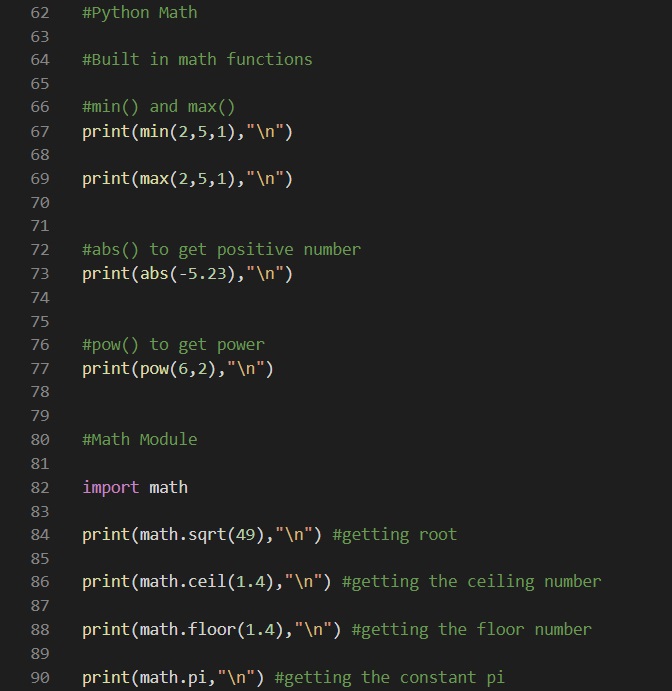 62 #Python Math
63
64 #Built in math functions
65
66 #min() and max()
67 print(min(2,5,1),"\n")
68
69 print(max(2,5,1),"\n")
70
71
72 #abs() to get positive number
73 print(abs(-5.23),"\n")
74
75
76 #pow() to get power
77 print(pow(6,2),"\n")
78
79
80 #Math Module
81
82 import math
83
84 print(math.sqrt(49),"\n") #getting root
85
86 print(math.ceil(1.4),"\n") #getting the ceiling number
87
88 print(math.floor(1.4),"\n") #getting the floor number
89
90 print(math.pi,"\n") #getting the constant pi